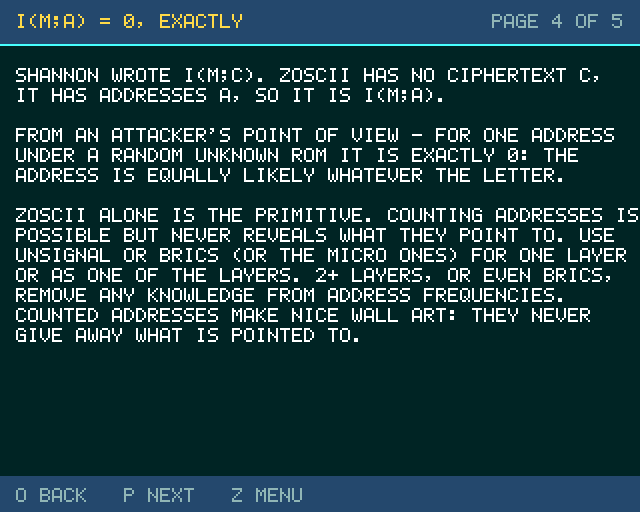 I(M;A) = 0, EXACTLY
PAGE 4 OF 5
SHANNON WROTE I(M;C). ZOSCII HAS NO CIPHERTEXT C,
IT HAS ADDRESSES A, SO IT IS I(M;A).
FROM AN ATTACKER'S POINT OF VIEW - FOR ONE ADDRESS
UNDER A RANDOM UNKNOWN ROM IT IS EXACTLY 0: THE
ADDRESS IS EQUALLY LIKELY WHATEVER THE LETTER.
ZOSCII ALONE IS THE PRIMITIVE. COUNTING ADDRESSES IS
POSSIBLE BUT NEVER REVEALS WHAT THEY POINT TO. USE
UNSIGNAL OR BRICS (OR THE MICRO ONES) FOR ONE LAYER
OR AS ONE OF THE LAYERS. 2+ LAYERS, OR EVEN BRICS,
REMOVE ANY KNOWLEDGE FROM ADDRESS FREQUENCIES.
COUNTED ADDRESSES MAKE NICE WALL ART: THEY NEVER
GIVE AWAY WHAT IS POINTED TO.
O BACK   P NEXT   Z MENU